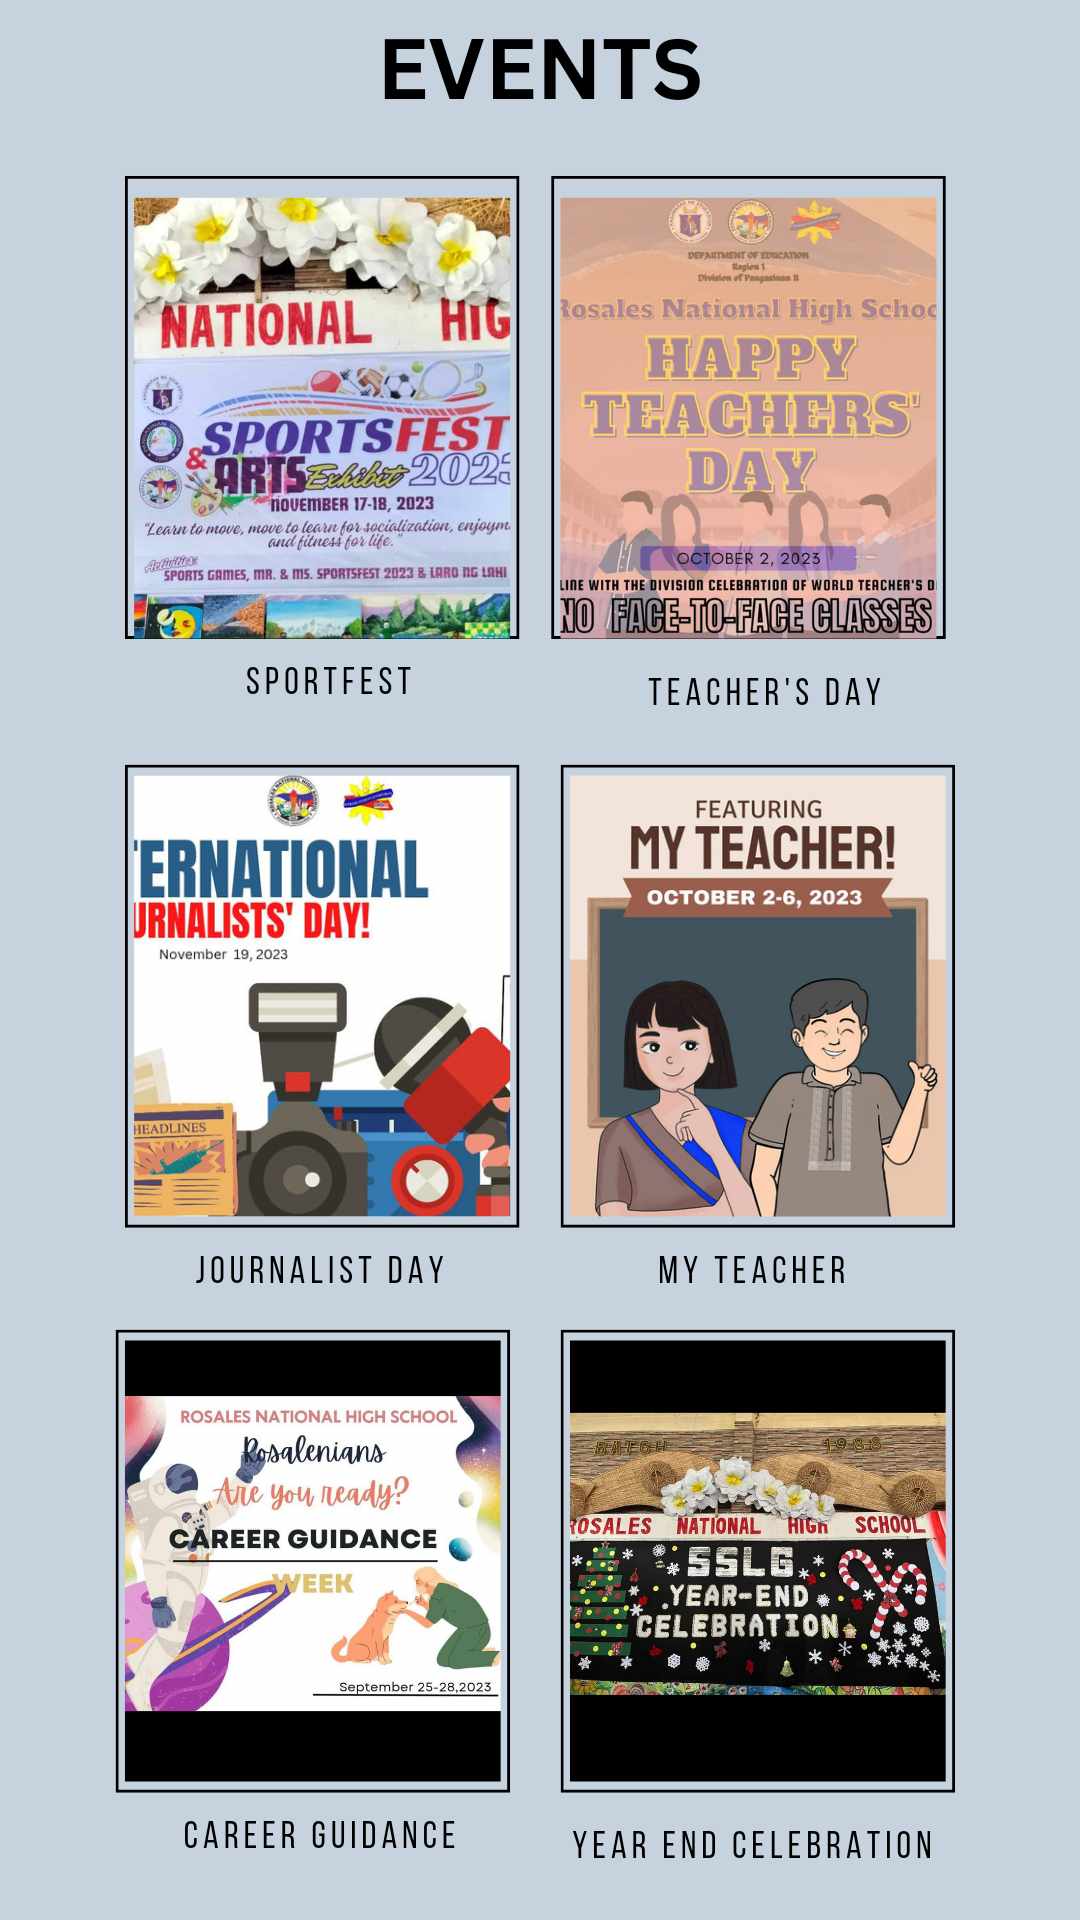 EVENTS
NATIONAL HIG
SPORTSFEST
& ARTS Exhibit 2023
NOVEMBER 17-18, 2023
"Learn to move, move to learn for socialization, enjoym
and fitness for life."
Activities:
SPORTS GAMES, MR. & MS. SPORTSFEST 2023 & LARO NG LAHI
SPORTFEST
DEPARTMENT OF EDUCATION
Region 1
Division of Pangasinan II
Rosales National High Schoo
HAPPY
TEACHERS'
DAY
OCTOBER 2, 2023
LINE WITH THE DIVISION CELEBRATION OF WORLD TEACHER'S D
NO FACE-TO-FACE CLASSES
TEACHER'S DAY
TERNATIONAL
URNALISTS' DAY!
November 19, 2023
HEADLINES
JOURNALIST DAY
FEATURING
MY TEACHER!
OCTOBER 2-6, 2023
MY TEACHER
ROSALES NATIONAL HIGH SCHOOL
Rosalenians
Are you ready?
CAREER GUIDANCE
WEEK
September 25-28,2023
CAREER GUIDANCE
BATCH 1988
ROSALES NATIONAL HIGH SCHOOL
SSLG
YEAR-END
CELEBRATION
YEAR END CELEBRATION